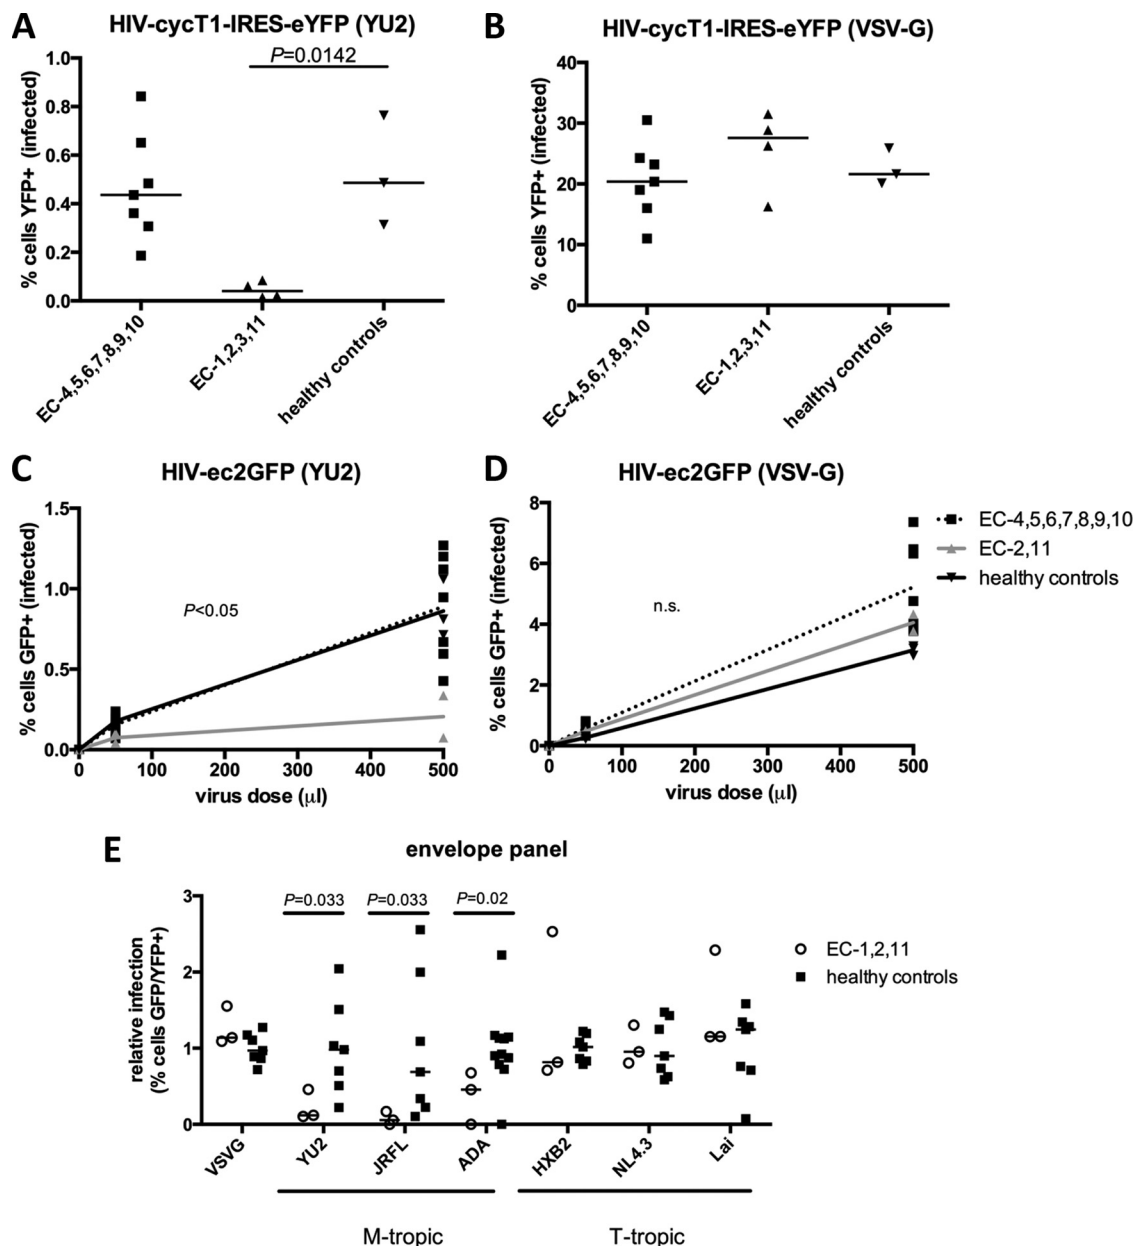 A
HIV-cycT1-IRES-eYFP (YU2)
P=0.0142
% cells YFP+ (infected)
1.0
0.8
0.6
0.4
0.2
0.0
EC-4,5,6,7,8,9,10
EC-1,2,3,11
healthy controls
B
HIV-cycT1-IRES-eYFP (VSV-G)
% cells YFP+ (infected)
40
30
20
10
0
EC-4,5,6,7,8,9,10
EC-1,2,3,11
healthy controls
C
HIV-ec2GFP (YU2)
% cells GFP+ (infected)
1.5
1.0
0.5
0.0
P<0.05
0 100 200 300 400 500
virus dose (μl)
D
HIV-ec2GFP (VSV-G)
% cells GFP+ (infected)
8
6
4
2
0
n.s.
0 100 200 300 400 500
virus dose (μl)
EC-4,5,6,7,8,9,10
EC-2,11
healthy controls
E
envelope panel
relative infection
(% cells GFP/YFP+)
3
2
1
0
P=0.033 P=0.033 P=0.02
VSVG YU2 JRFL ADA HXB2 NL4.3 Lai
M-tropic T-tropic
EC-1,2,11
healthy controls